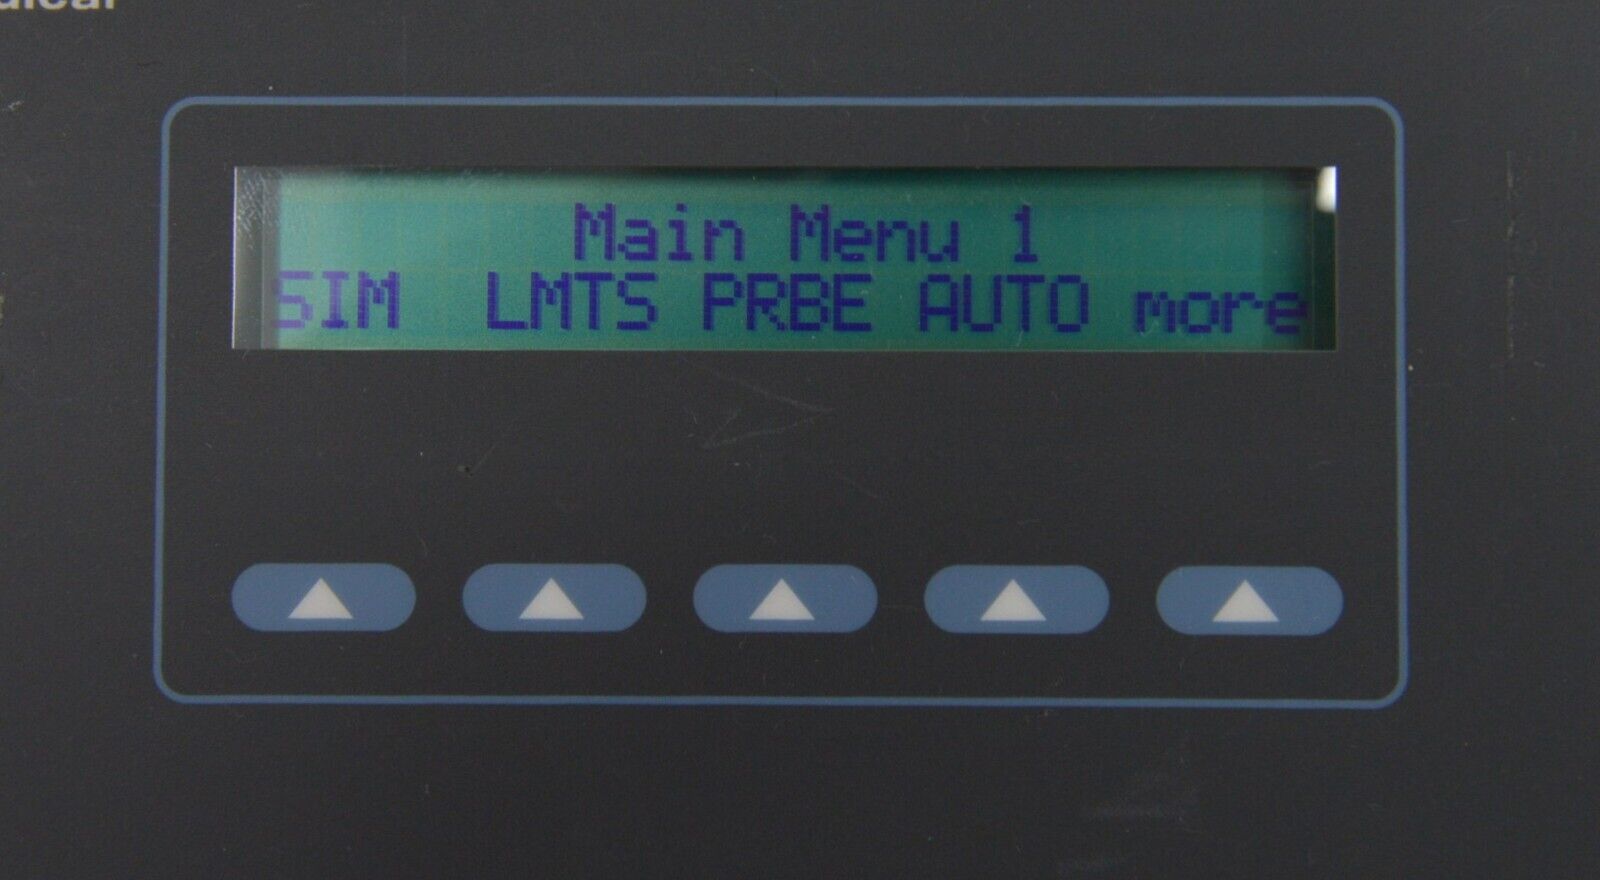 Main Menu 1
SIM LMTS PRBE AUTO more